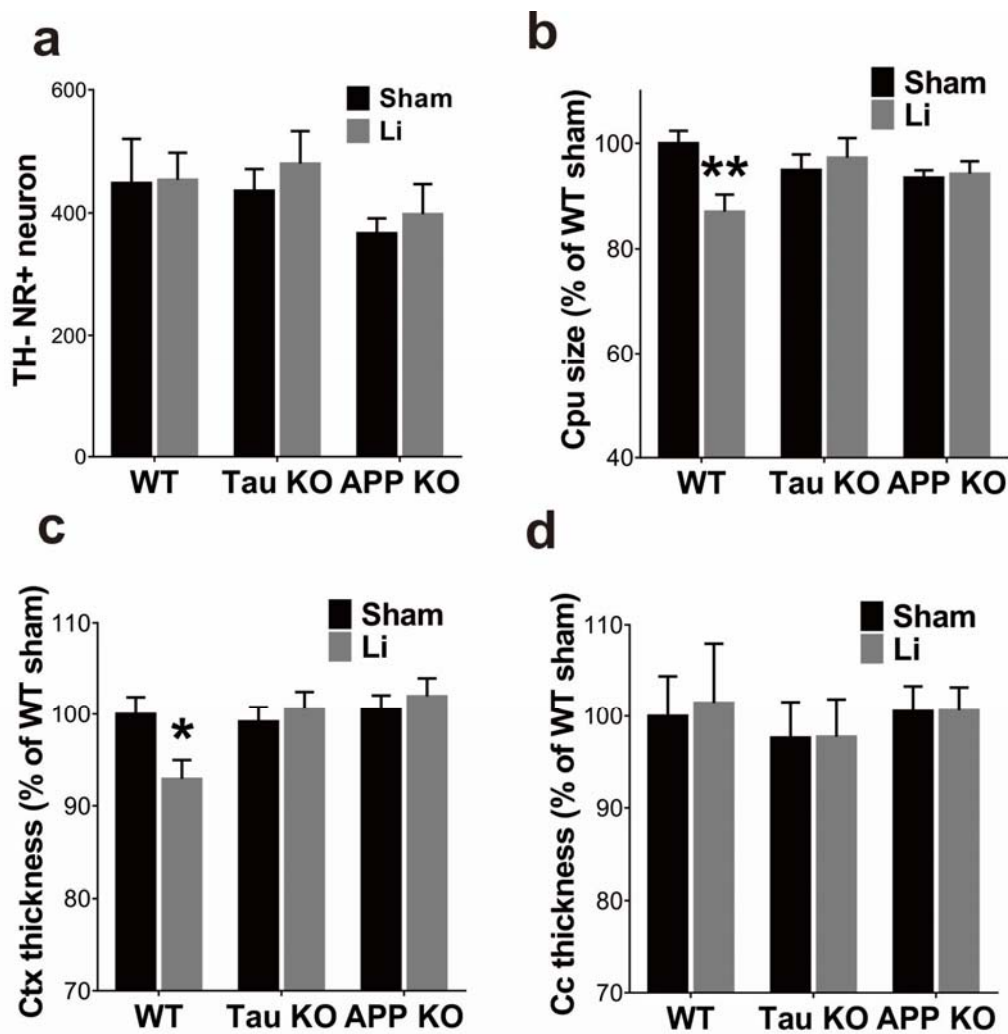 a
Sham
Li
TH- NR+ neuron
600
400
200
0
WT Tau KO APP KO
b
Sham
Li
Cpu size (% of WT sham)
100
80
60
40
**
WT Tau KO APP KO
c
Sham
Li
Ctx thickness (% of WT sham)
110
100
90
80
70
*
WT Tau KO APP KO
d
Sham
Li
Cc thickness (% of WT sham)
110
100
90
80
70
WT Tau KO APP KO